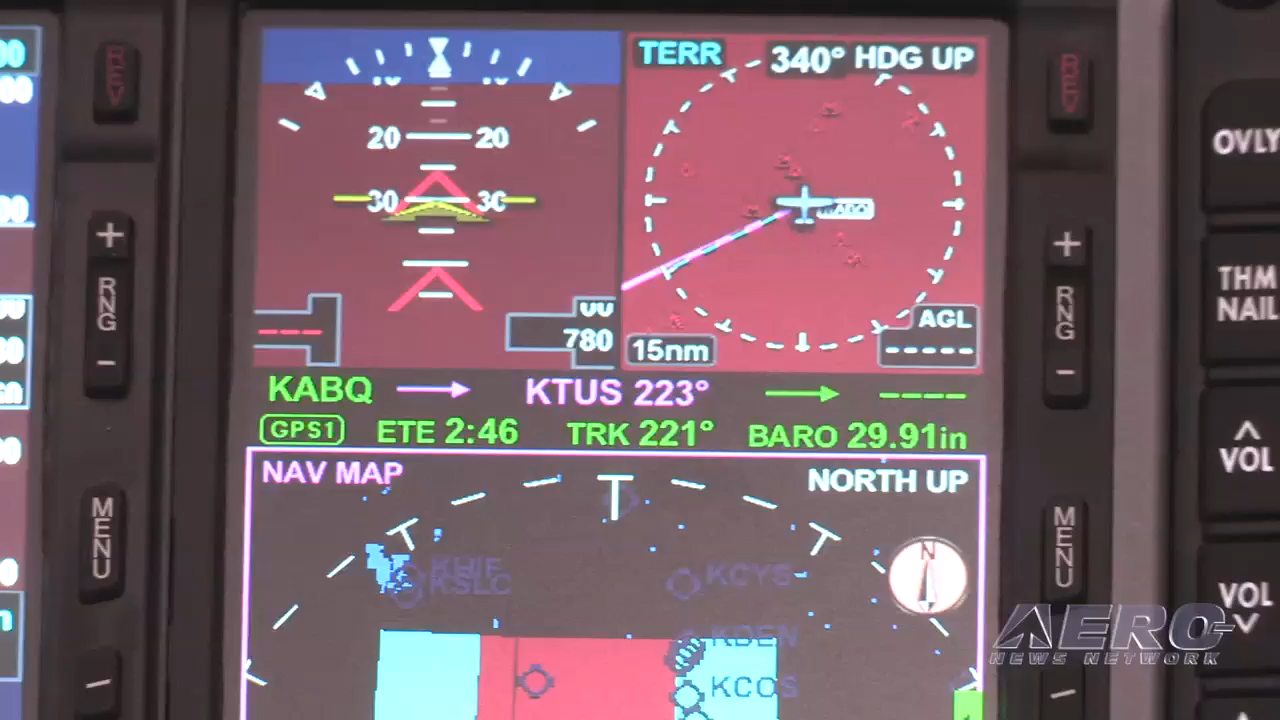 REV
TERR
340° HDG UP
REV
OVLY
20 20
30 30
+
RNG
-
+
RNG
-
THM
NAIL
780
15nm
AGL
-----
---
KABQ → KTUS 223° → ----
GPS1 ETE 2:46 TRK 221° BARO 29.91in
VOL
NAV MAP
NORTH UP
MENU
MENU
N
KSLC
KCYS
KDEN
KCOS
VOL
AERO
NEWS NETWORK